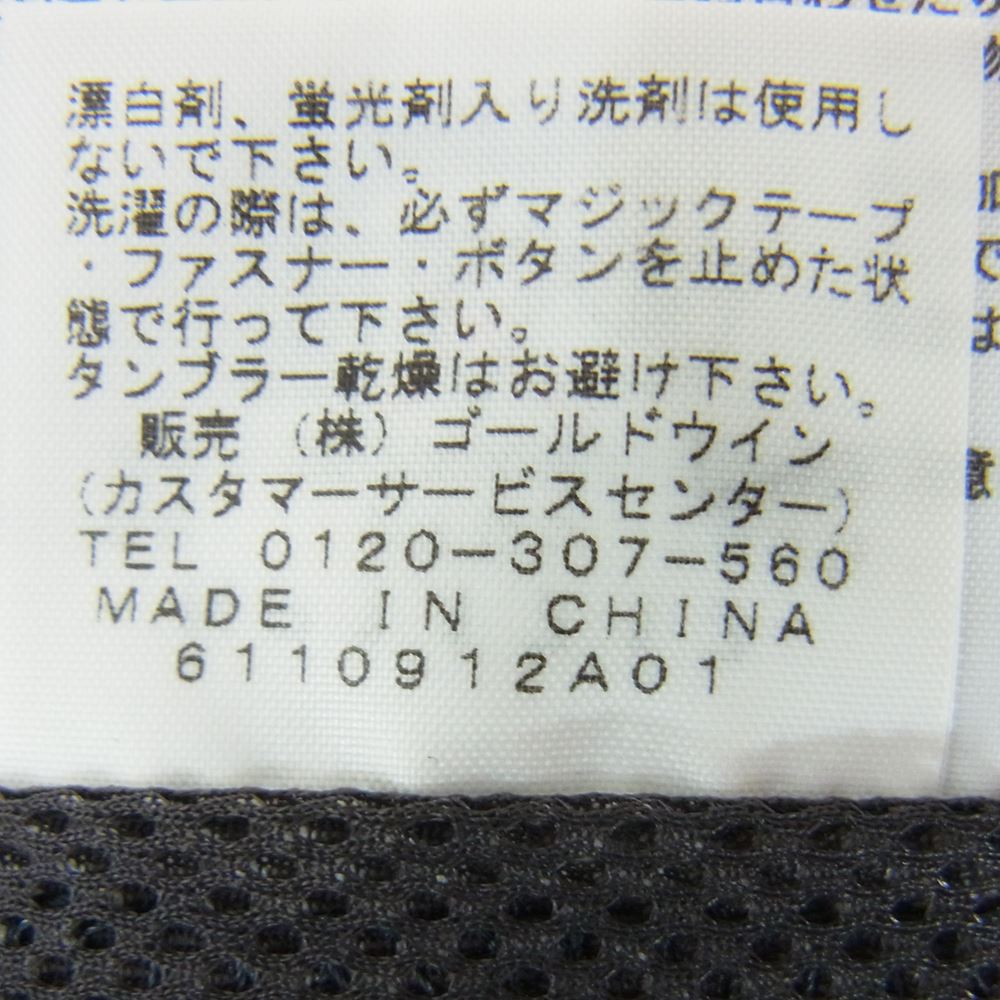 漂白剤、蛍光剤入り洗剤は使用し
ないで下さい。
洗濯の際は、必ずマジックテープ
・ファスナー・ボタンを止めた状
態で行って下さい。
タンブラー乾燥はお避け下さい。
販売 (株) ゴールドウイン
(カスタマーサービスセンター)
TEL 0120-307-560
MADE IN CHINA
6110912A01